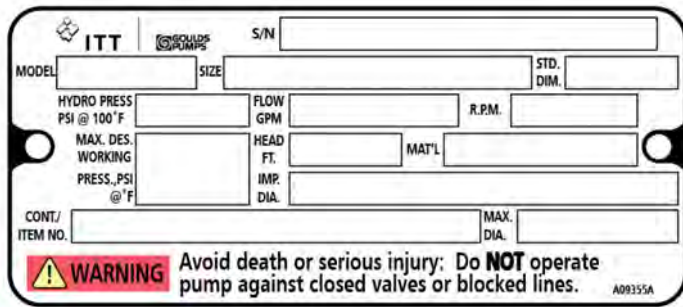 ITT GOULDS PUMPS S/N
MODEL SIZE STD. DIM.
HYDRO PRESS PSI @ 100°F FLOW GPM R.P.M.
MAX. DES. WORKING HEAD FT. MAT'L
PRESS.,PSI @°F IMP. DIA.
CONT./ ITEM NO. MAX. DIA.
WARNING Avoid death or serious injury: Do NOT operate
pump against closed valves or blocked lines. A09355A